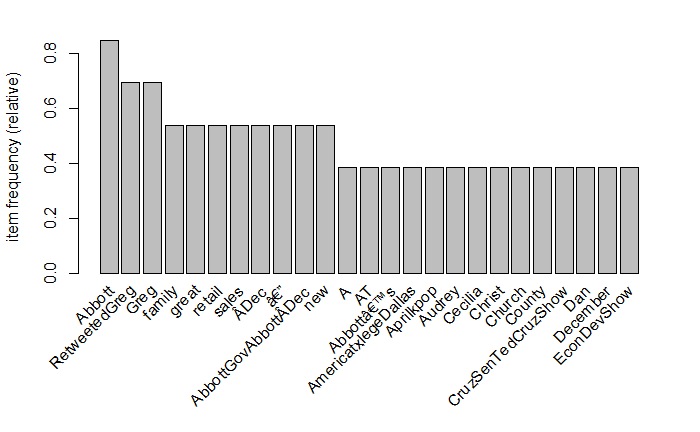 item frequency (relative)
0.8
0.6
0.4
0.2
0.0
Abbott
RetweetedGreg
Greg
family
great
retail
sales
ÂDec
â€”
AbbottGovAbbottÂDec
new
A
AT
Abbottâ€™s
AmericatxlegeDallas
Aprilkpop
Audrey
Cecilia
Christ
Church
County
CruzSenTedCruzShow
Dan
December
EconDevShow